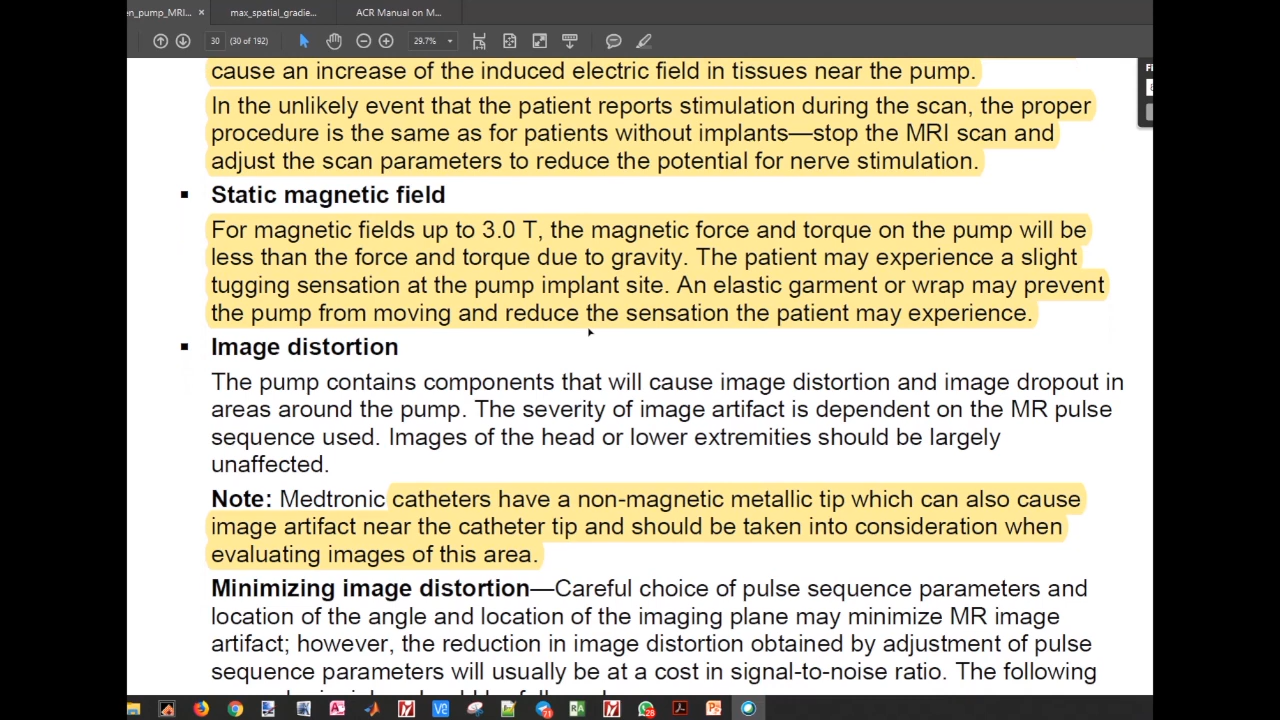 en_pump_MRI... ×
max_spatial_gradie...
ACR Manual on M...
30 (30 of 192)
29.7%
cause an increase of the induced electric field in tissues near the pump.
In the unlikely event that the patient reports stimulation during the scan, the proper
procedure is the same as for patients without implants—stop the MRI scan and
adjust the scan parameters to reduce the potential for nerve stimulation.
▪ Static magnetic field
For magnetic fields up to 3.0 T, the magnetic force and torque on the pump will be
less than the force and torque due to gravity. The patient may experience a slight
tugging sensation at the pump implant site. An elastic garment or wrap may prevent
the pump from moving and reduce the sensation the patient may experience.
▪ Image distortion
The pump contains components that will cause image distortion and image dropout in
areas around the pump. The severity of image artifact is dependent on the MR pulse
sequence used. Images of the head or lower extremities should be largely
unaffected.
Note: Medtronic catheters have a non-magnetic metallic tip which can also cause
image artifact near the catheter tip and should be taken into consideration when
evaluating images of this area.
Minimizing image distortion—Careful choice of pulse sequence parameters and
location of the angle and location of the imaging plane may minimize MR image
artifact; however, the reduction in image distortion obtained by adjustment of pulse
sequence parameters will usually be at a cost in signal-to-noise ratio. The following